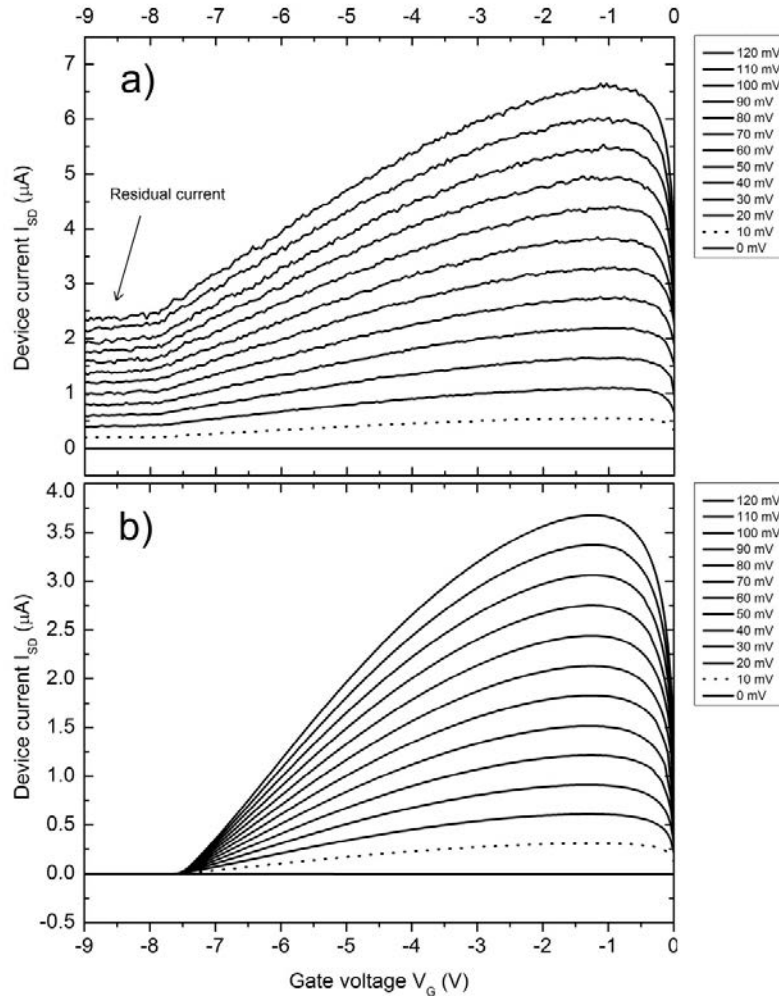 -9 -8 -7 -6 -5 -4 -3 -2 -1 0
a)
7
6
5
4
3
2
1
0
Device current I_SD (μA)
Residual current
120 mV
110 mV
100 mV
90 mV
80 mV
70 mV
60 mV
50 mV
40 mV
30 mV
20 mV
10 mV
0 mV
b)
4.0
3.5
3.0
2.5
2.0
1.5
1.0
0.5
0.0
-0.5
Device current I_SD (μA)
120 mV
110 mV
100 mV
90 mV
80 mV
70 mV
60 mV
50 mV
40 mV
30 mV
20 mV
10 mV
0 mV
-9 -8 -7 -6 -5 -4 -3 -2 -1 0
Gate voltage V_G (V)